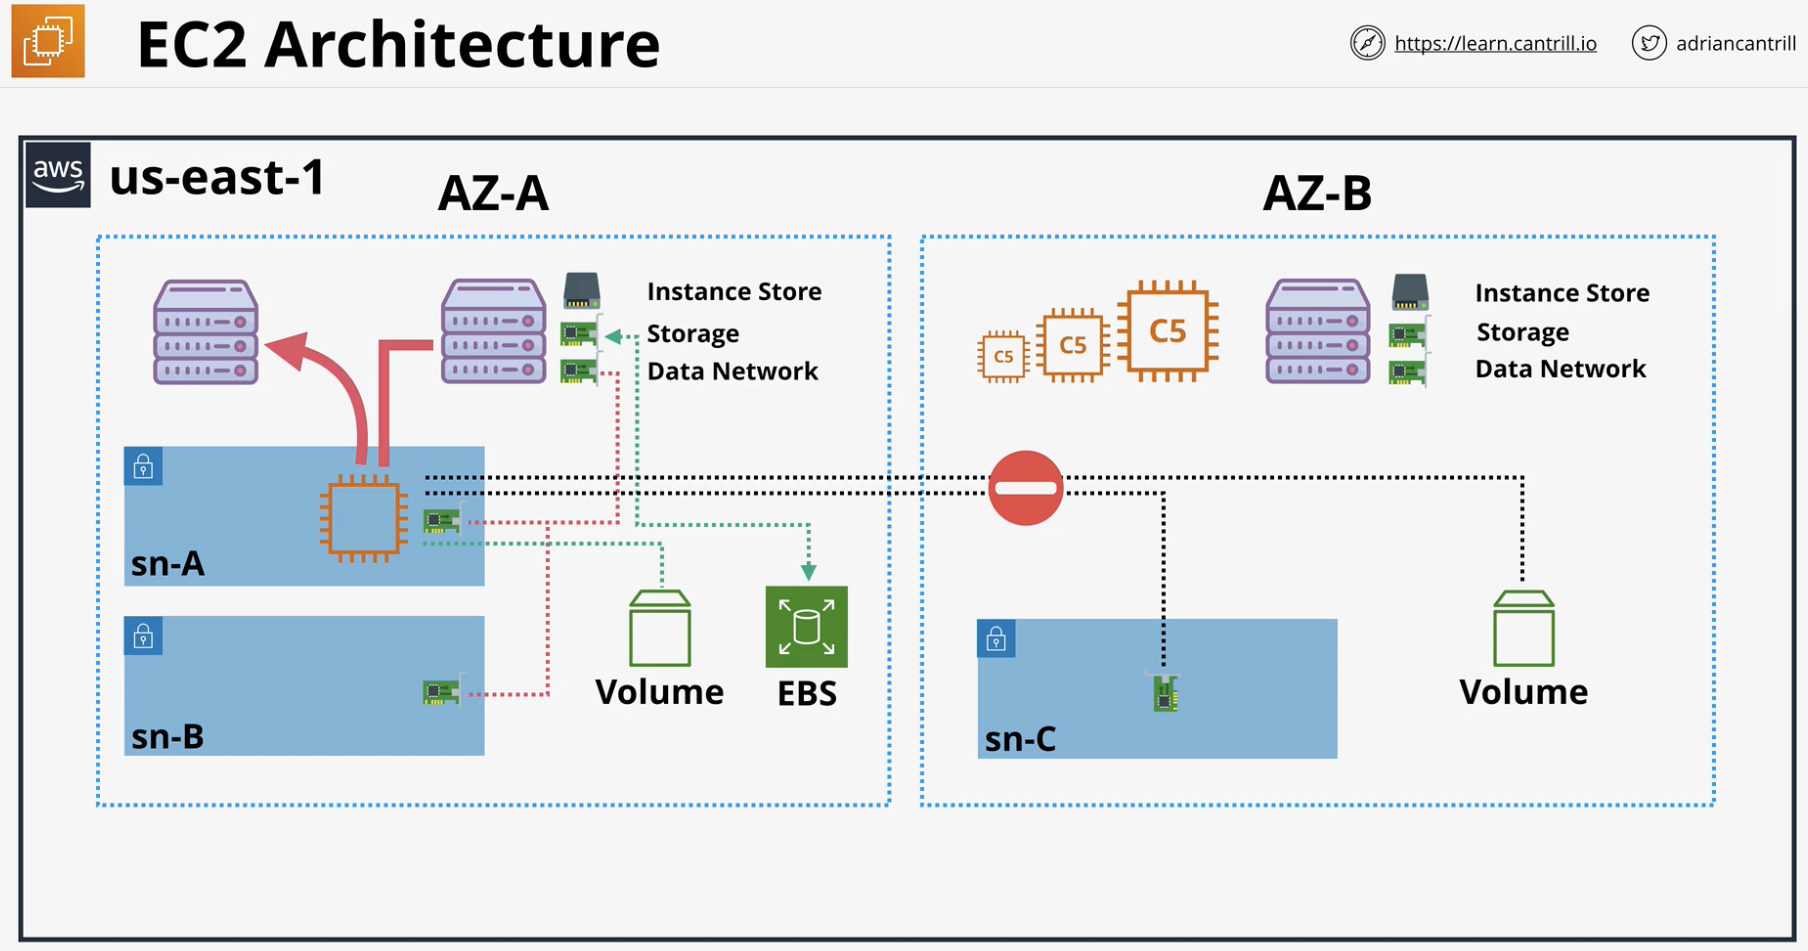 EC2 Architecture
https://learn.cantrill.io
adriancantrill
aws
us-east-1
AZ-A
AZ-B
Instance Store
Storage
Data Network
C5
C5
C5
Instance Store
Storage
Data Network
sn-A
sn-B
Volume
EBS
sn-C
Volume